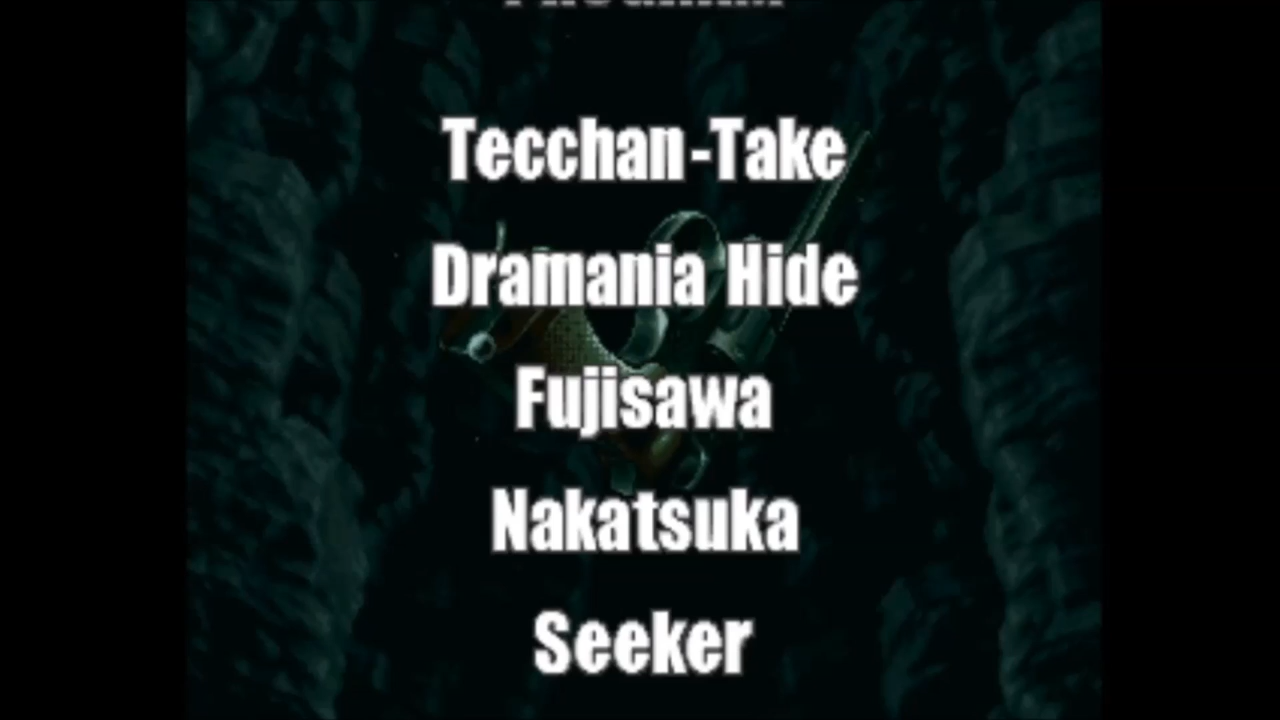 Tecchan-Take
Dramania Hide
Fujisawa
Nakatsuka
Seeker